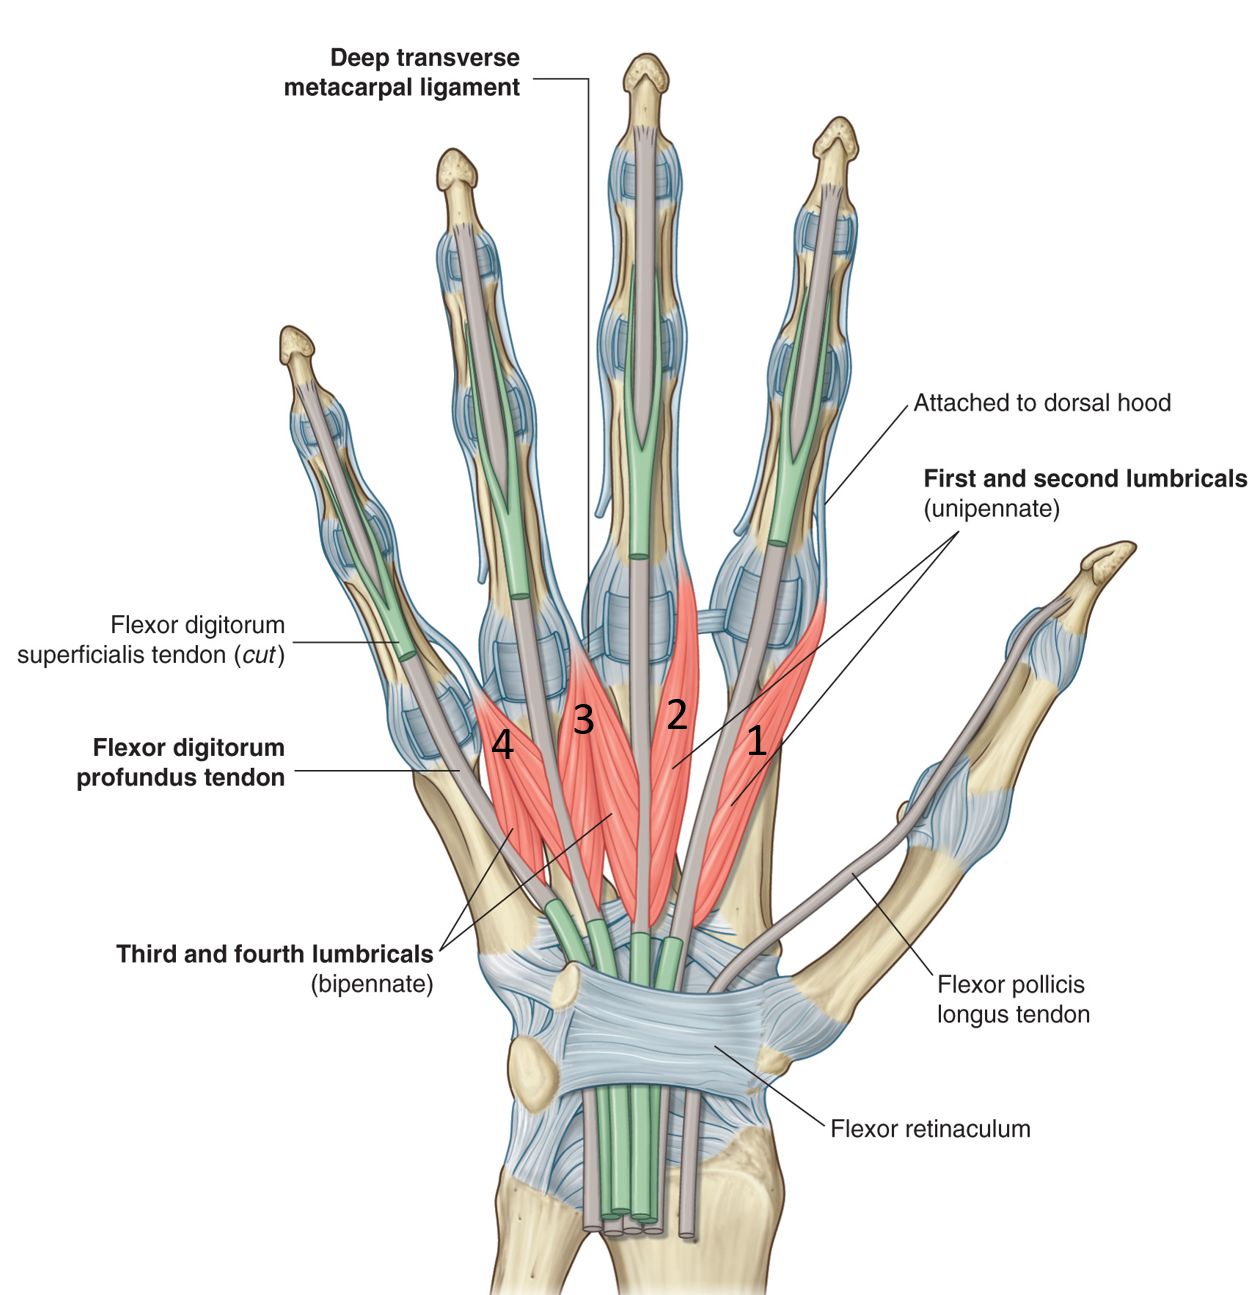 Deep transverse
metacarpal ligament
Attached to dorsal hood
First and second lumbricals
(unipennate)
Flexor digitorum
superficialis tendon (cut)
3
2
4
1
Flexor digitorum
profundus tendon
Third and fourth lumbricals
(bipennate)
Flexor pollicis
longus tendon
Flexor retinaculum